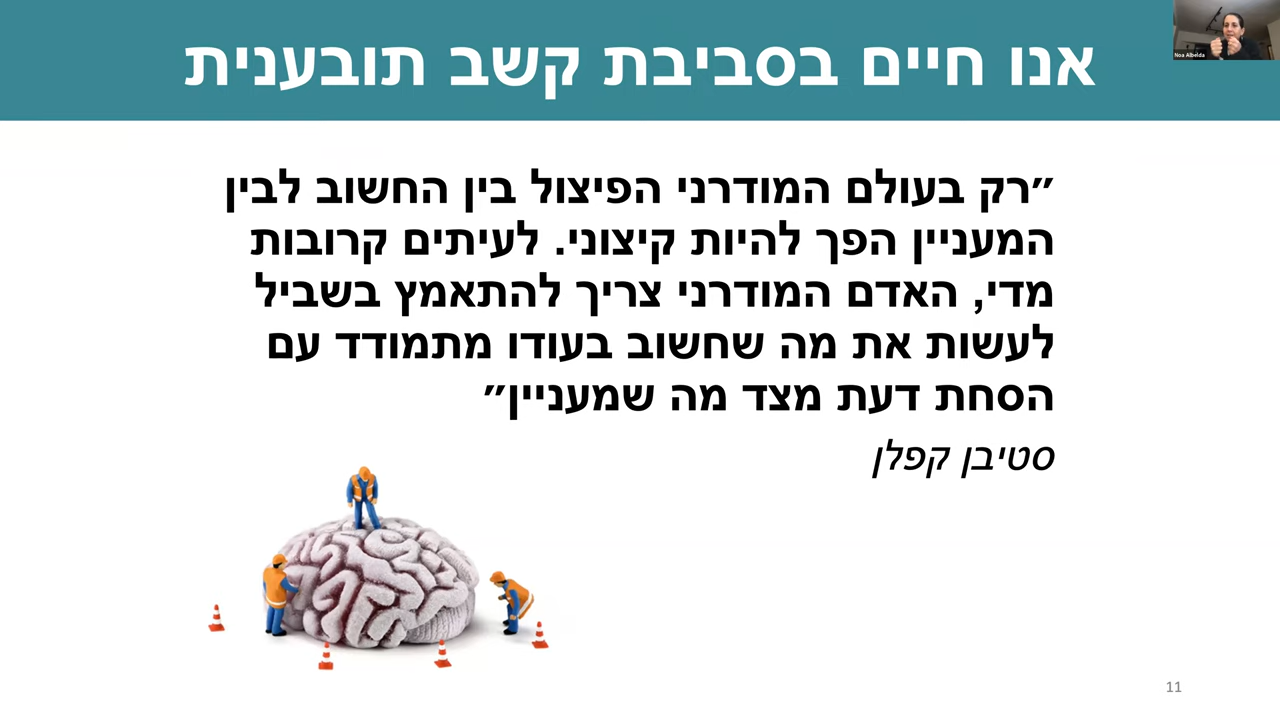 אנו חיים בסביבת קשב תובענית
Noa Albelda
״רק בעולם המודרני הפיצול בין החשוב לבין
המעניין הפך להיות קיצוני. לעיתים קרובות
מדי, האדם המודרני צריך להתאמץ בשביל
לעשות את מה שחשוב בעודו מתמודד עם
הסחת דעת מצד מה שמעניין״
סטיבן קפלן
11